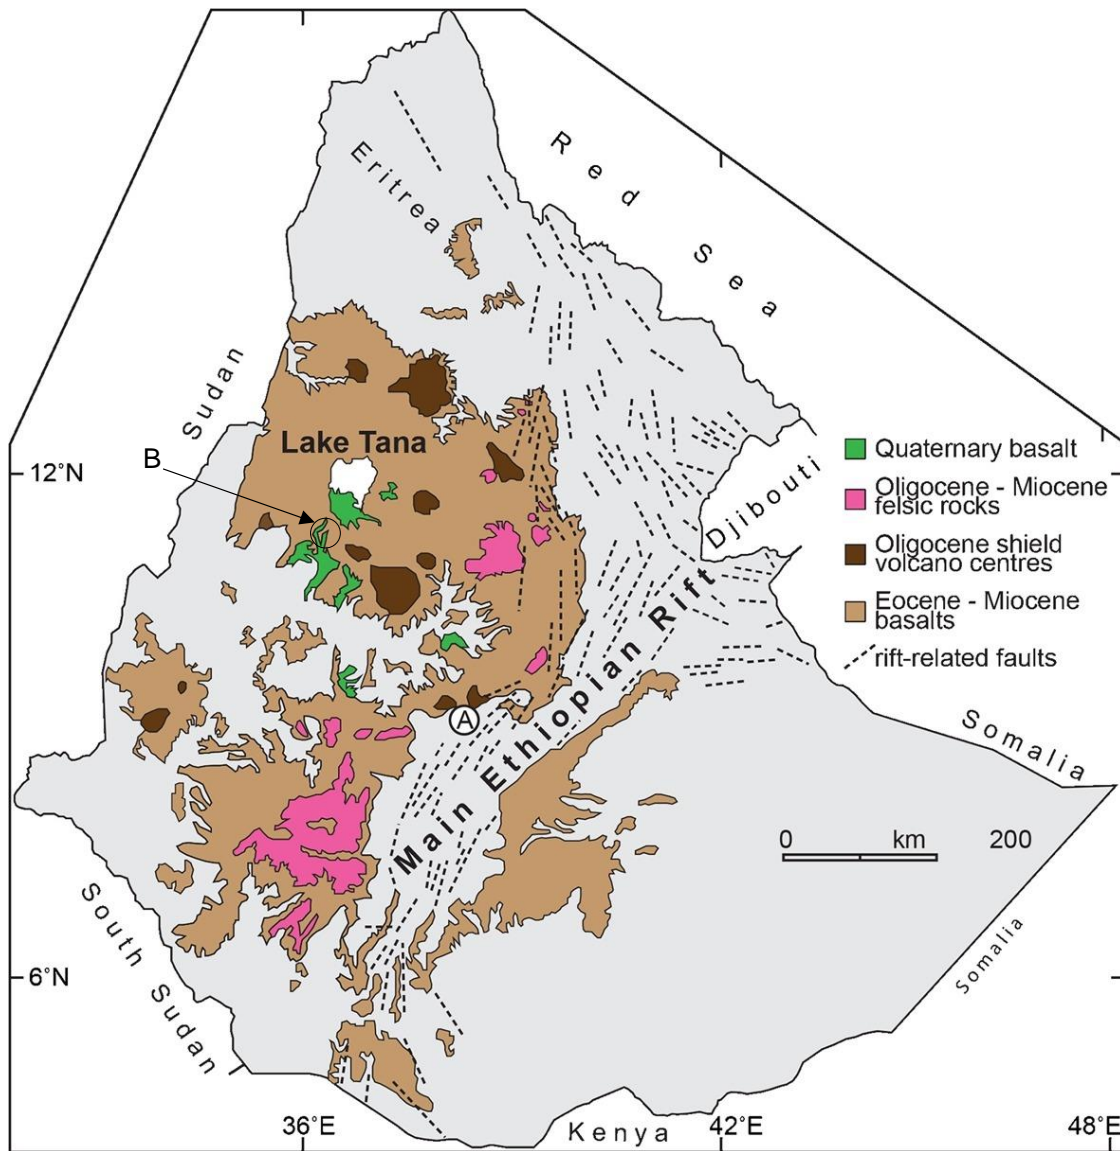 Red Sea
Eritrea
Sudan
Lake Tana
B
12°N
Djibouti
Quaternary basalt
Oligocene - Miocene
felsic rocks
Oligocene shield
volcano centres
Eocene - Miocene
basalts
rift-related faults
A
Main Ethiopian Rift
Somalia
0 km 200
South Sudan
Somalia
6°N
36°E
Kenya
42°E
48°E